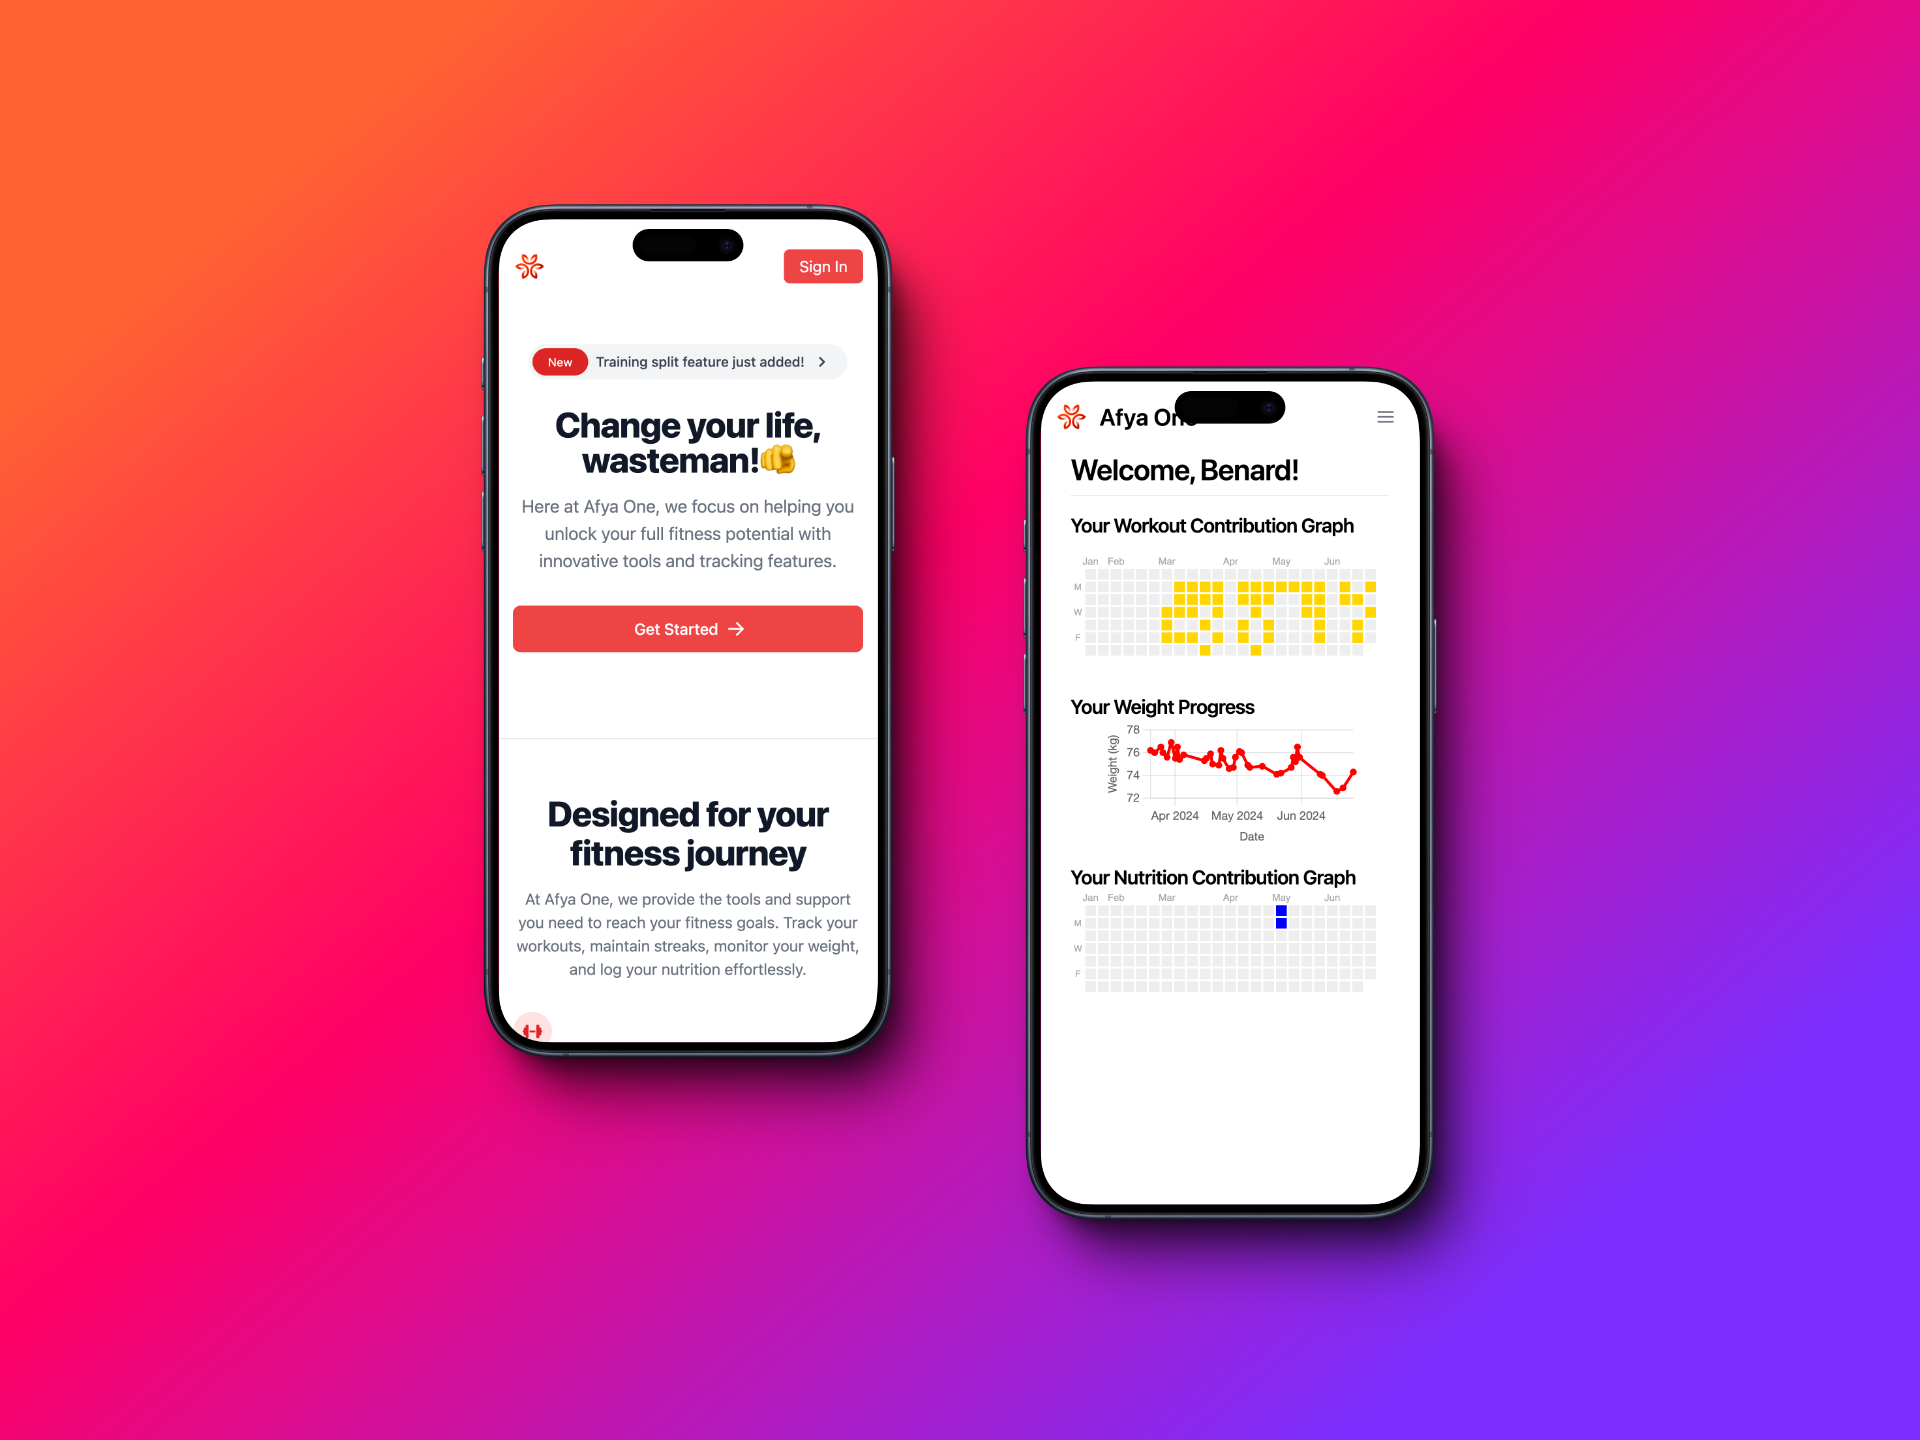 Sign In
New Training split feature just added!
Change your life,
wasteman!🫵
Here at Afya One, we focus on helping you
unlock your full fitness potential with
innovative tools and tracking features.
Get Started →
Designed for your
fitness journey
At Afya One, we provide the tools and support
you need to reach your fitness goals. Track your
workouts, maintain streaks, monitor your weight,
and log your nutrition effortlessly.
Afya One
Welcome, Benard!
Your Workout Contribution Graph
Jan Feb Mar Apr May Jun
M
W
F
Your Weight Progress
78
76
74
72
Weight (kg)
Apr 2024 May 2024 Jun 2024
Date
Your Nutrition Contribution Graph
Jan Feb Mar Apr May Jun
M
W
F